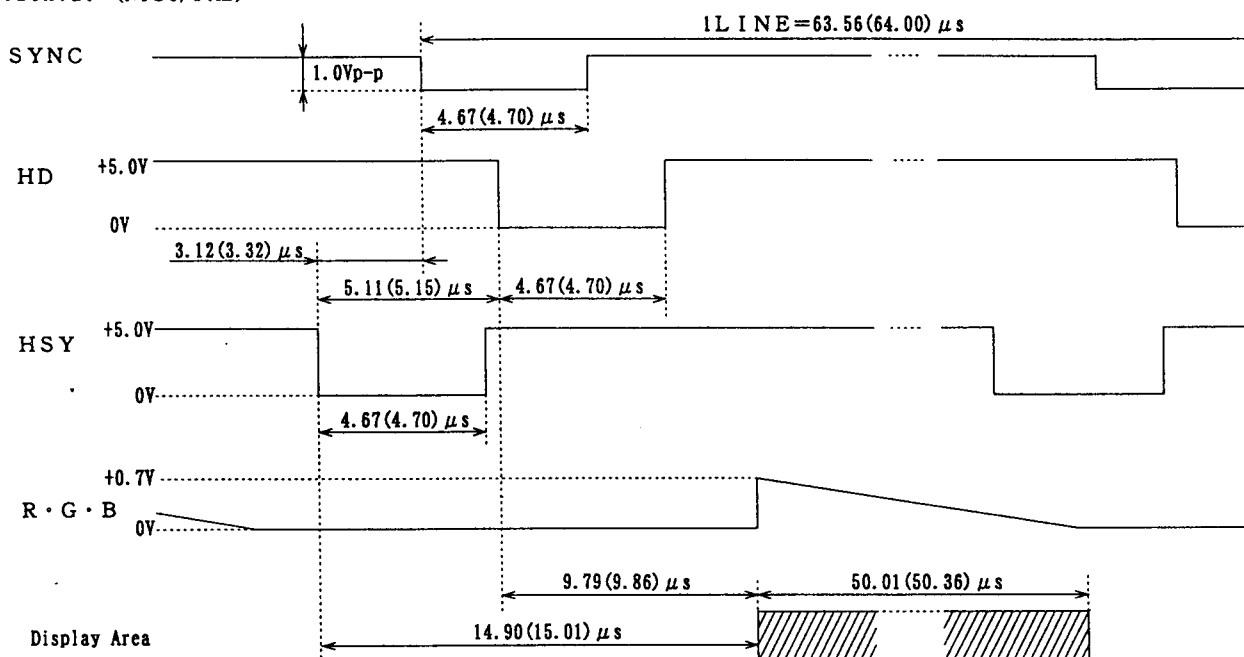 1 L I N E = 63.56(64.00) μs
SYNC
1.0Vp-p
4.67(4.70) μs
HD
+5.0V
0V
3.12(3.32) μs
5.11(5.15) μs
4.67(4.70) μs
HSY
+5.0V
0V
4.67(4.70) μs
R・G・B
+0.7V
0V
9.79(9.86) μs
50.01(50.36) μs
14.90(15.01) μs
Display Area